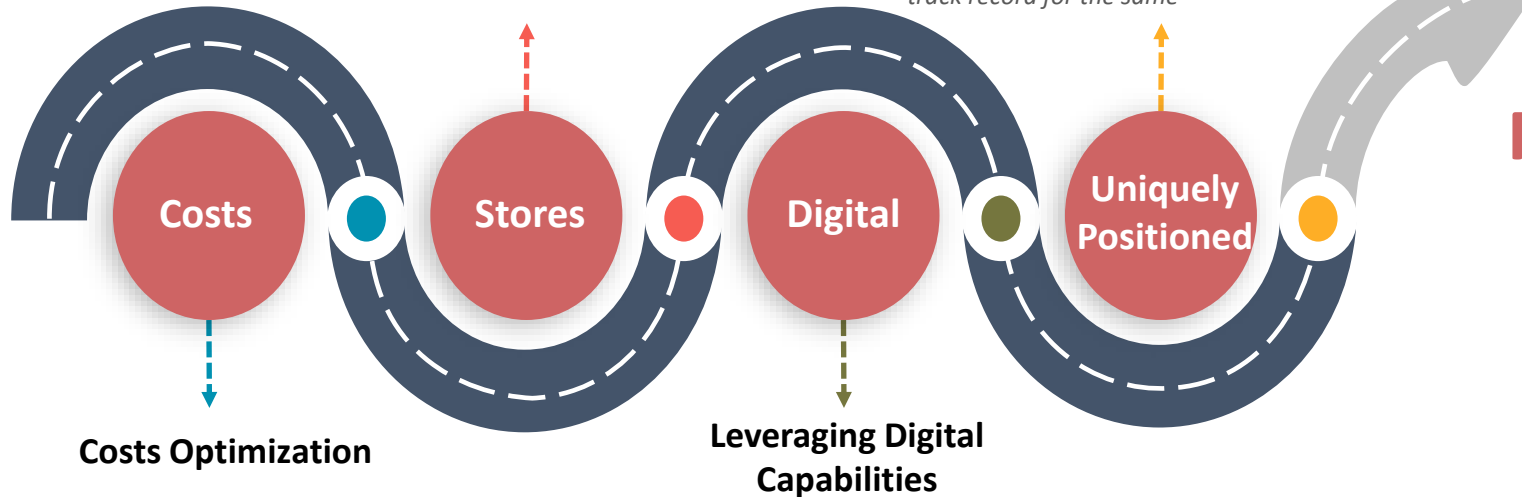 track record for the same
Costs
Stores
Digital
Uniquely
Positioned
Costs Optimization
Leveraging Digital
Capabilities